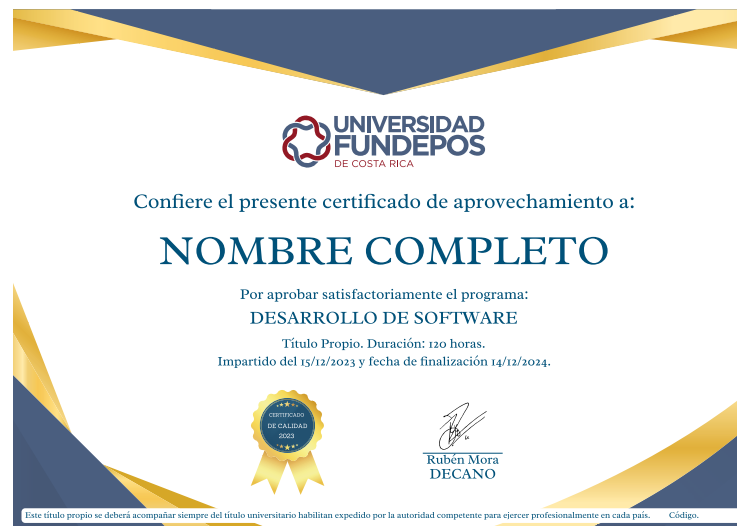 UNIVERSIDAD
FUNDEPOS
DE COSTA RICA
Confiere el presente certificado de aprovechamiento a:
NOMBRE COMPLETO
Por aprobar satisfactoriamente el programa:
DESARROLLO DE SOFTWARE
Título Propio. Duración: 120 horas.
Impartido del 15/12/2023 y fecha de finalización 14/12/2024.
CERTIFICADO
DE CALIDAD
2023
Rubén Mora
DECANO
Este título propio se deberá acompañar siempre del título universitario habilitan expedido por la autoridad competente para ejercer profesionalmente en cada país. Código.